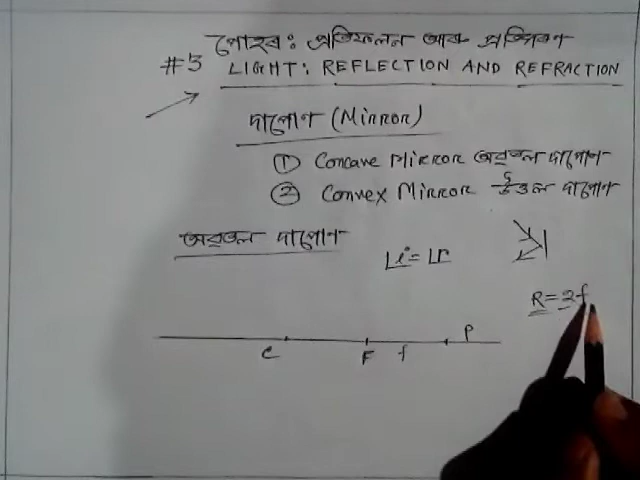 পোহৰ: প্ৰতিফলন আৰু প্ৰতিসৰণ
#5 LIGHT: REFLECTION AND REFRACTION
দাপোণ (Mirror)
① Concave Mirror অৱতল দাপোণ
② Convex Mirror উত্তল দাপোণ
অৱতল দাপোণ
∠i = ∠r
R = 2f
C F f P